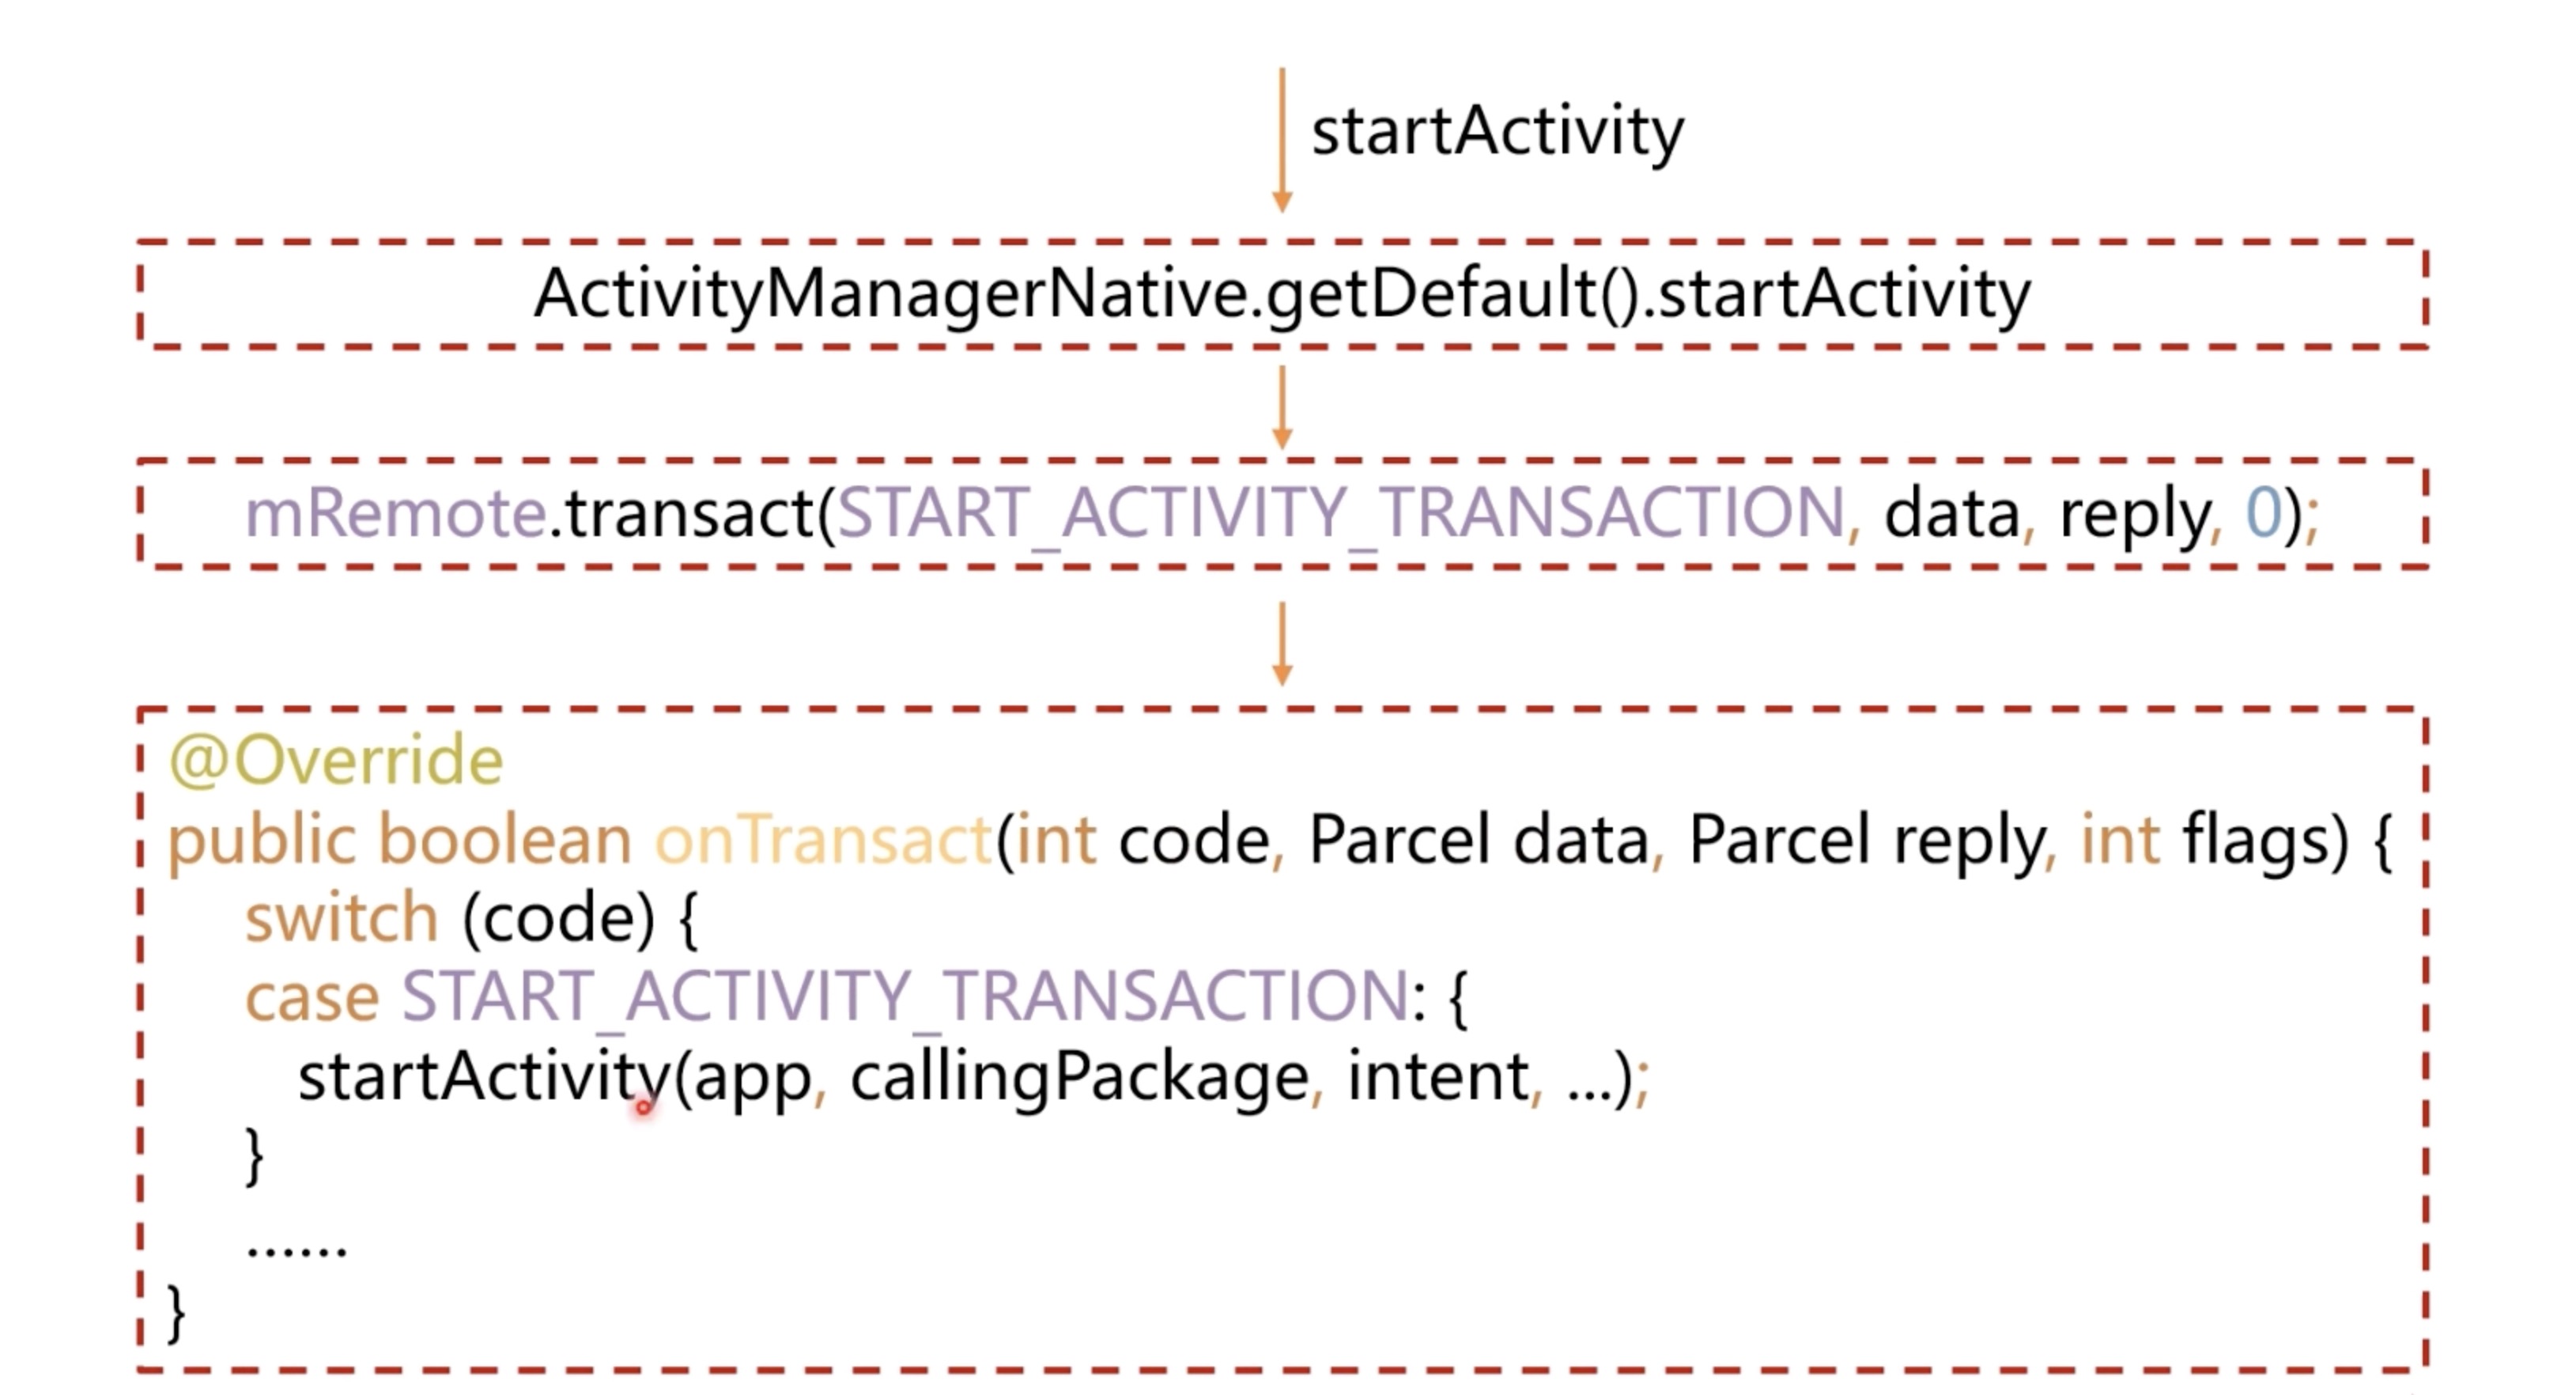 startActivity
ActivityManagerNative.getDefault().startActivity
mRemote.transact(START_ACTIVITY_TRANSACTION, data, reply, 0);
@Override
public boolean onTransact(int code, Parcel data, Parcel reply, int flags) {
switch (code) {
case START_ACTIVITY_TRANSACTION: {
startActivity(app, callingPackage, intent, ...);
}
......
}